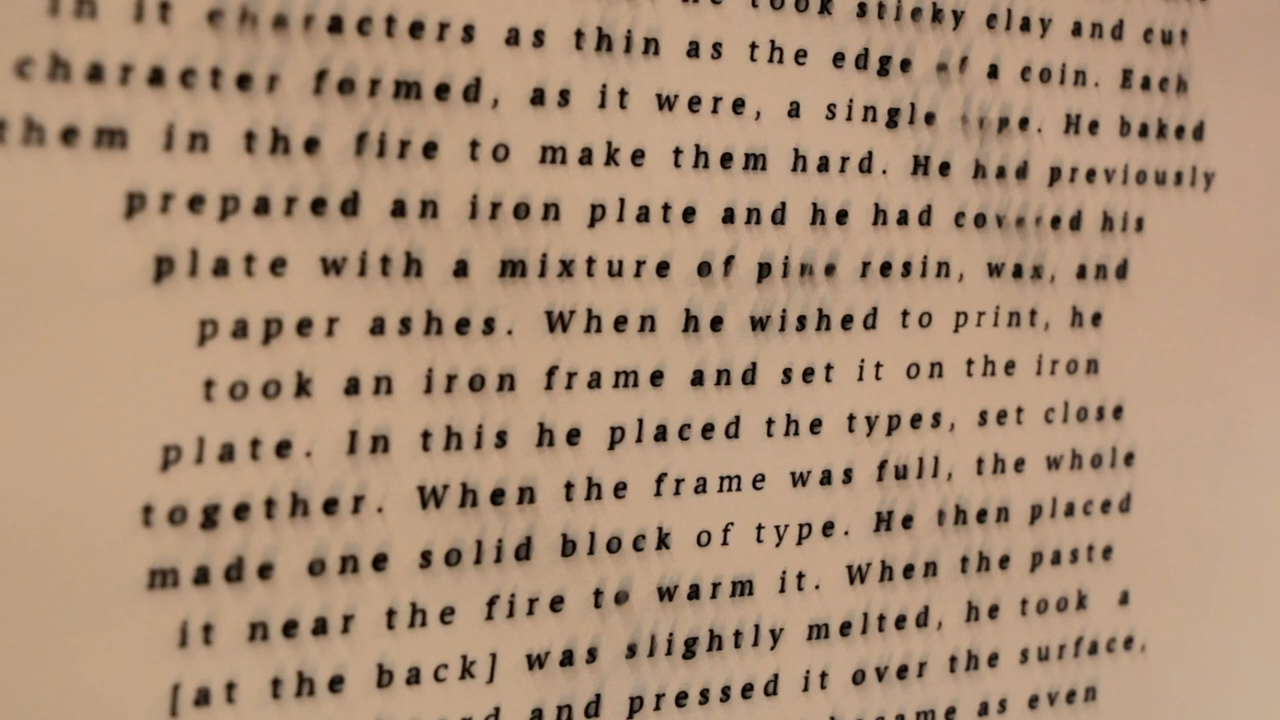 took sticky clay and cut
in it characters as thin as the edge of a coin. Each
character formed, as it were, a single type. He baked
them in the fire to make them hard. He had previously
prepared an iron plate and he had covered his
plate with a mixture of pine resin, wax, and
paper ashes. When he wished to print, he
took an iron frame and set it on the iron
plate. In this he placed the types, set close
together. When the frame was full, the whole
made one solid block of type. He then placed
it near the fire to warm it. When the paste
[at the back] was slightly melted, he took a
and pressed it over the surface,
as even